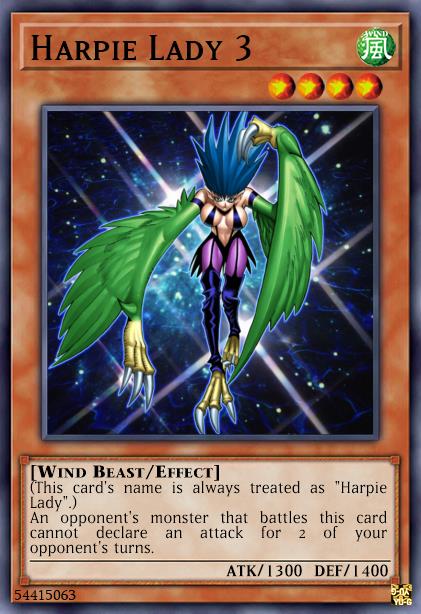 HARPIE LADY 3
WIND
風
[WIND BEAST/EFFECT]
(This card's name is always treated as "Harpie
Lady".)
An opponent's monster that battles this card
cannot declare an attack for 2 of your
opponent's turns.
ATK/1300 DEF/1400
54415063